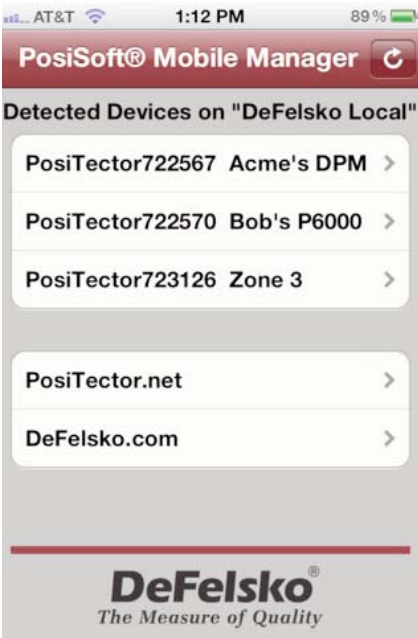 AT&T 1:12 PM 89%
PosiSoft® Mobile Manager
Detected Devices on "DeFelsko Local"
PosiTector722567 Acme's DPM
PosiTector722570 Bob's P6000
PosiTector723126 Zone 3
PosiTector.net
DeFelsko.com
DeFelsko®
The Measure of Quality